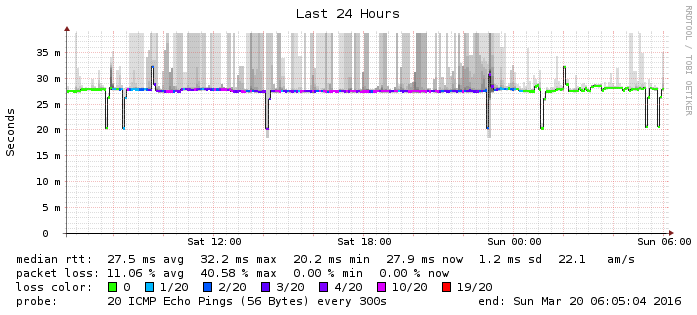 Last 24 Hours
RRDTOOL / TOBI OETIKER
Seconds
35 m
30 m
25 m
20 m
15 m
10 m
5 m
0
Sat 12:00 Sat 18:00 Sun 00:00 Sun 06:00
median rtt: 27.5 ms avg 32.2 ms max 20.2 ms min 27.9 ms now 1.2 ms sd 22.1 am/s
packet loss: 11.06 % avg 40.58 % max 0.00 % min 0.00 % now
loss color: 0 1/20 2/20 3/20 4/20 10/20 19/20
probe: 20 ICMP Echo Pings (56 Bytes) every 300s end: Sun Mar 20 06:05:04 2016